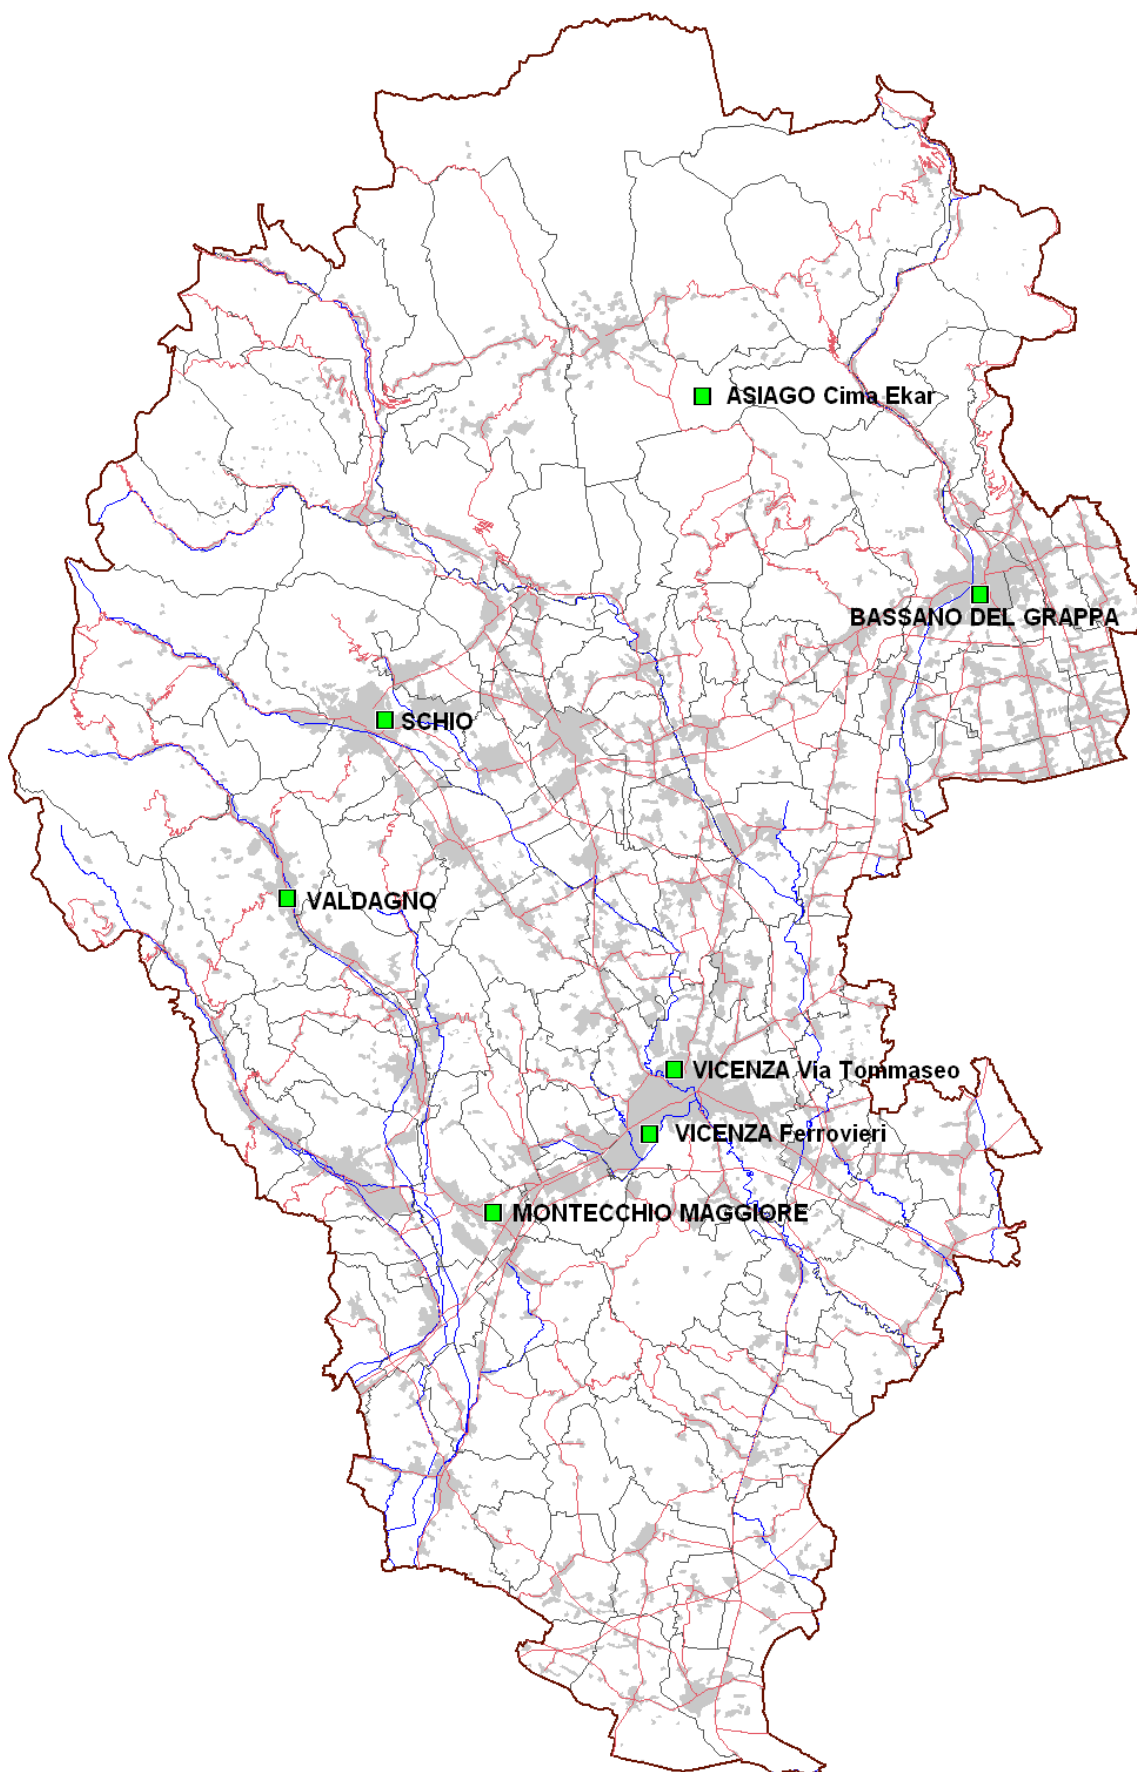 ASIAGO Cima Ekar
BASSANO DEL GRAPPA
SCHIO
VALDAGNO
VICENZA Via Tommaseo
VICENZA Ferrovieri
MONTECCHIO MAGGIORE